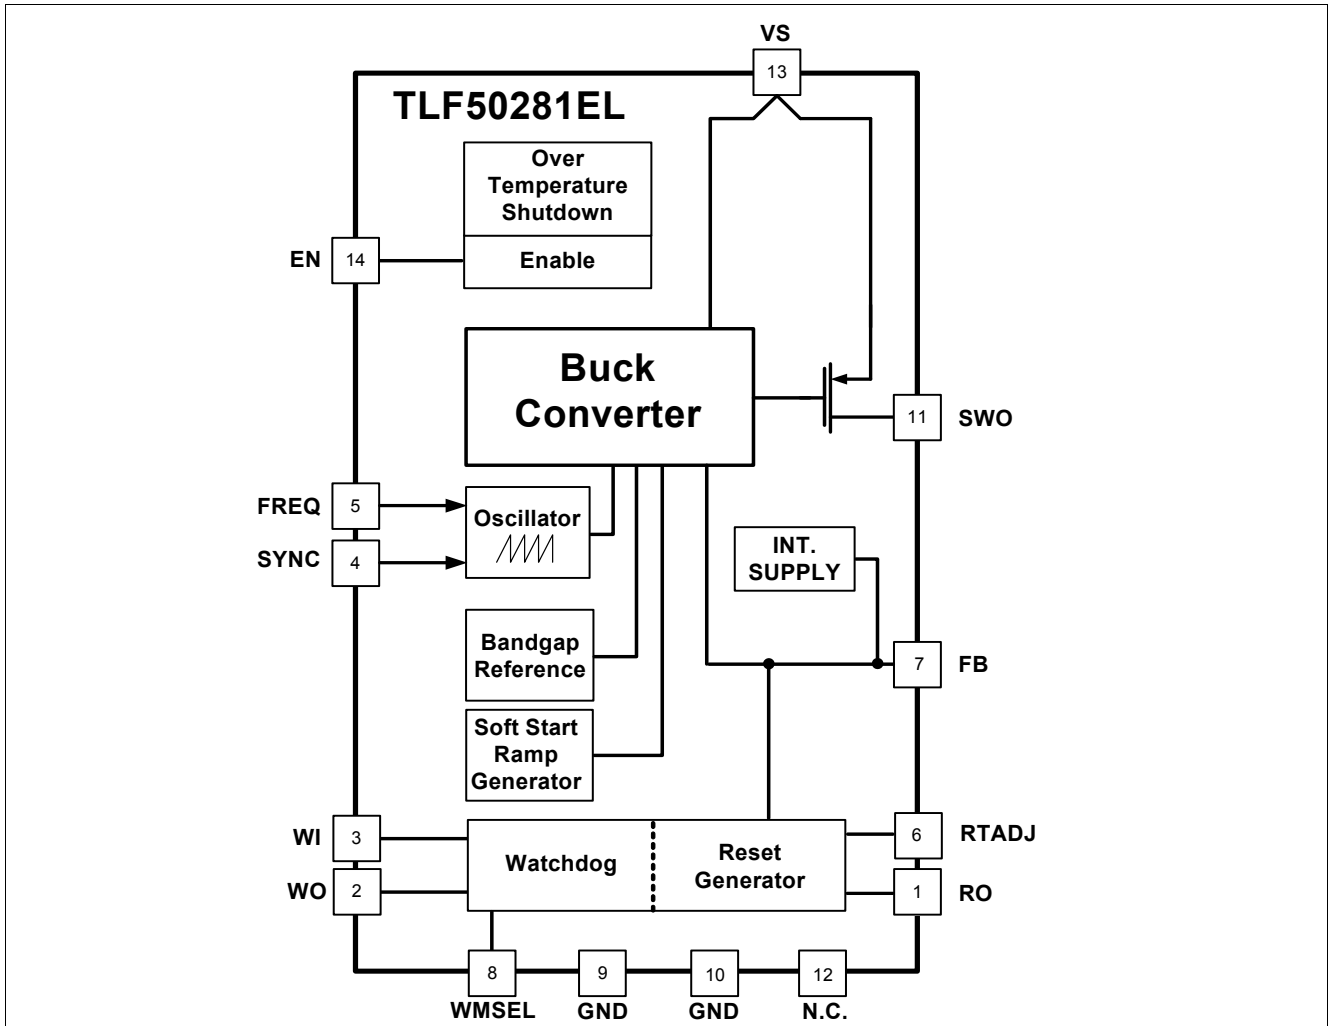 VS
13
TLF50281EL
Over
Temperature
Shutdown
EN
14
Enable
Buck
Converter
11
SWO
FREQ
5
Oscillator
SYNC
4
INT.
SUPPLY
Bandgap
Reference
7
FB
Soft Start
Ramp
Generator
WI
3
6
RTADJ
Watchdog
Reset
Generator
WO
2
1
RO
8
9
10
12
WMSEL
GND
GND
N.C.